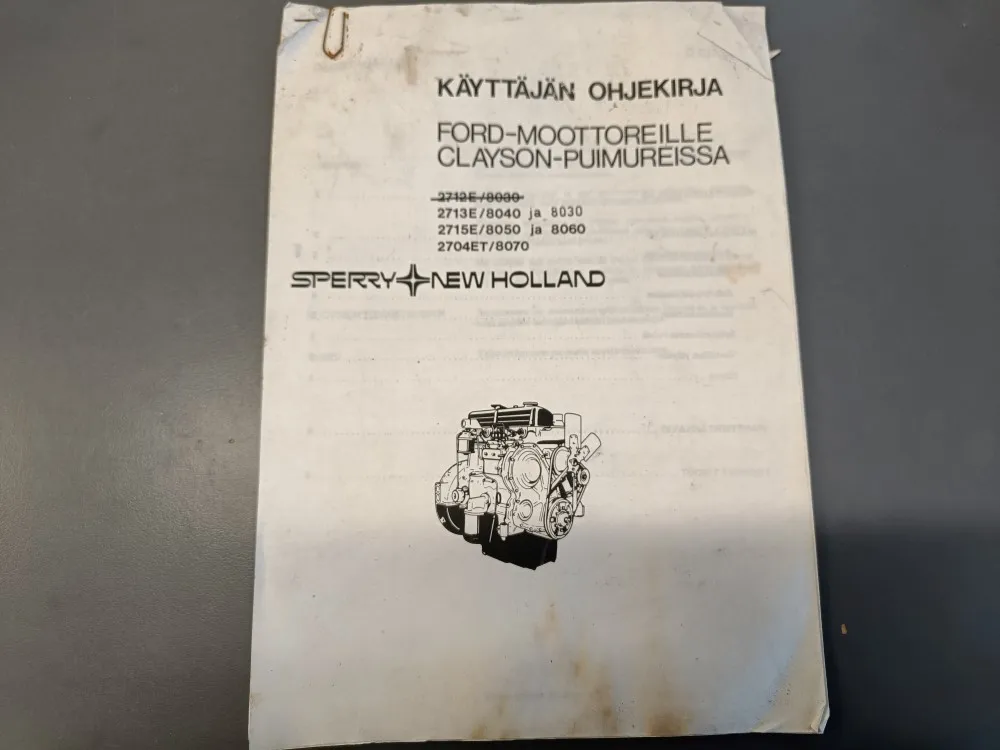 KÄYTTÄJÄN OHJEKIRJA
FORD-MOOTTOREILLE
CLAYSON-PUIMUREISSA
2712E/8030
2713E/8040 ja 8030
2715E/8050 ja 8060
2704ET/8070
SPERRY NEW HOLLAND